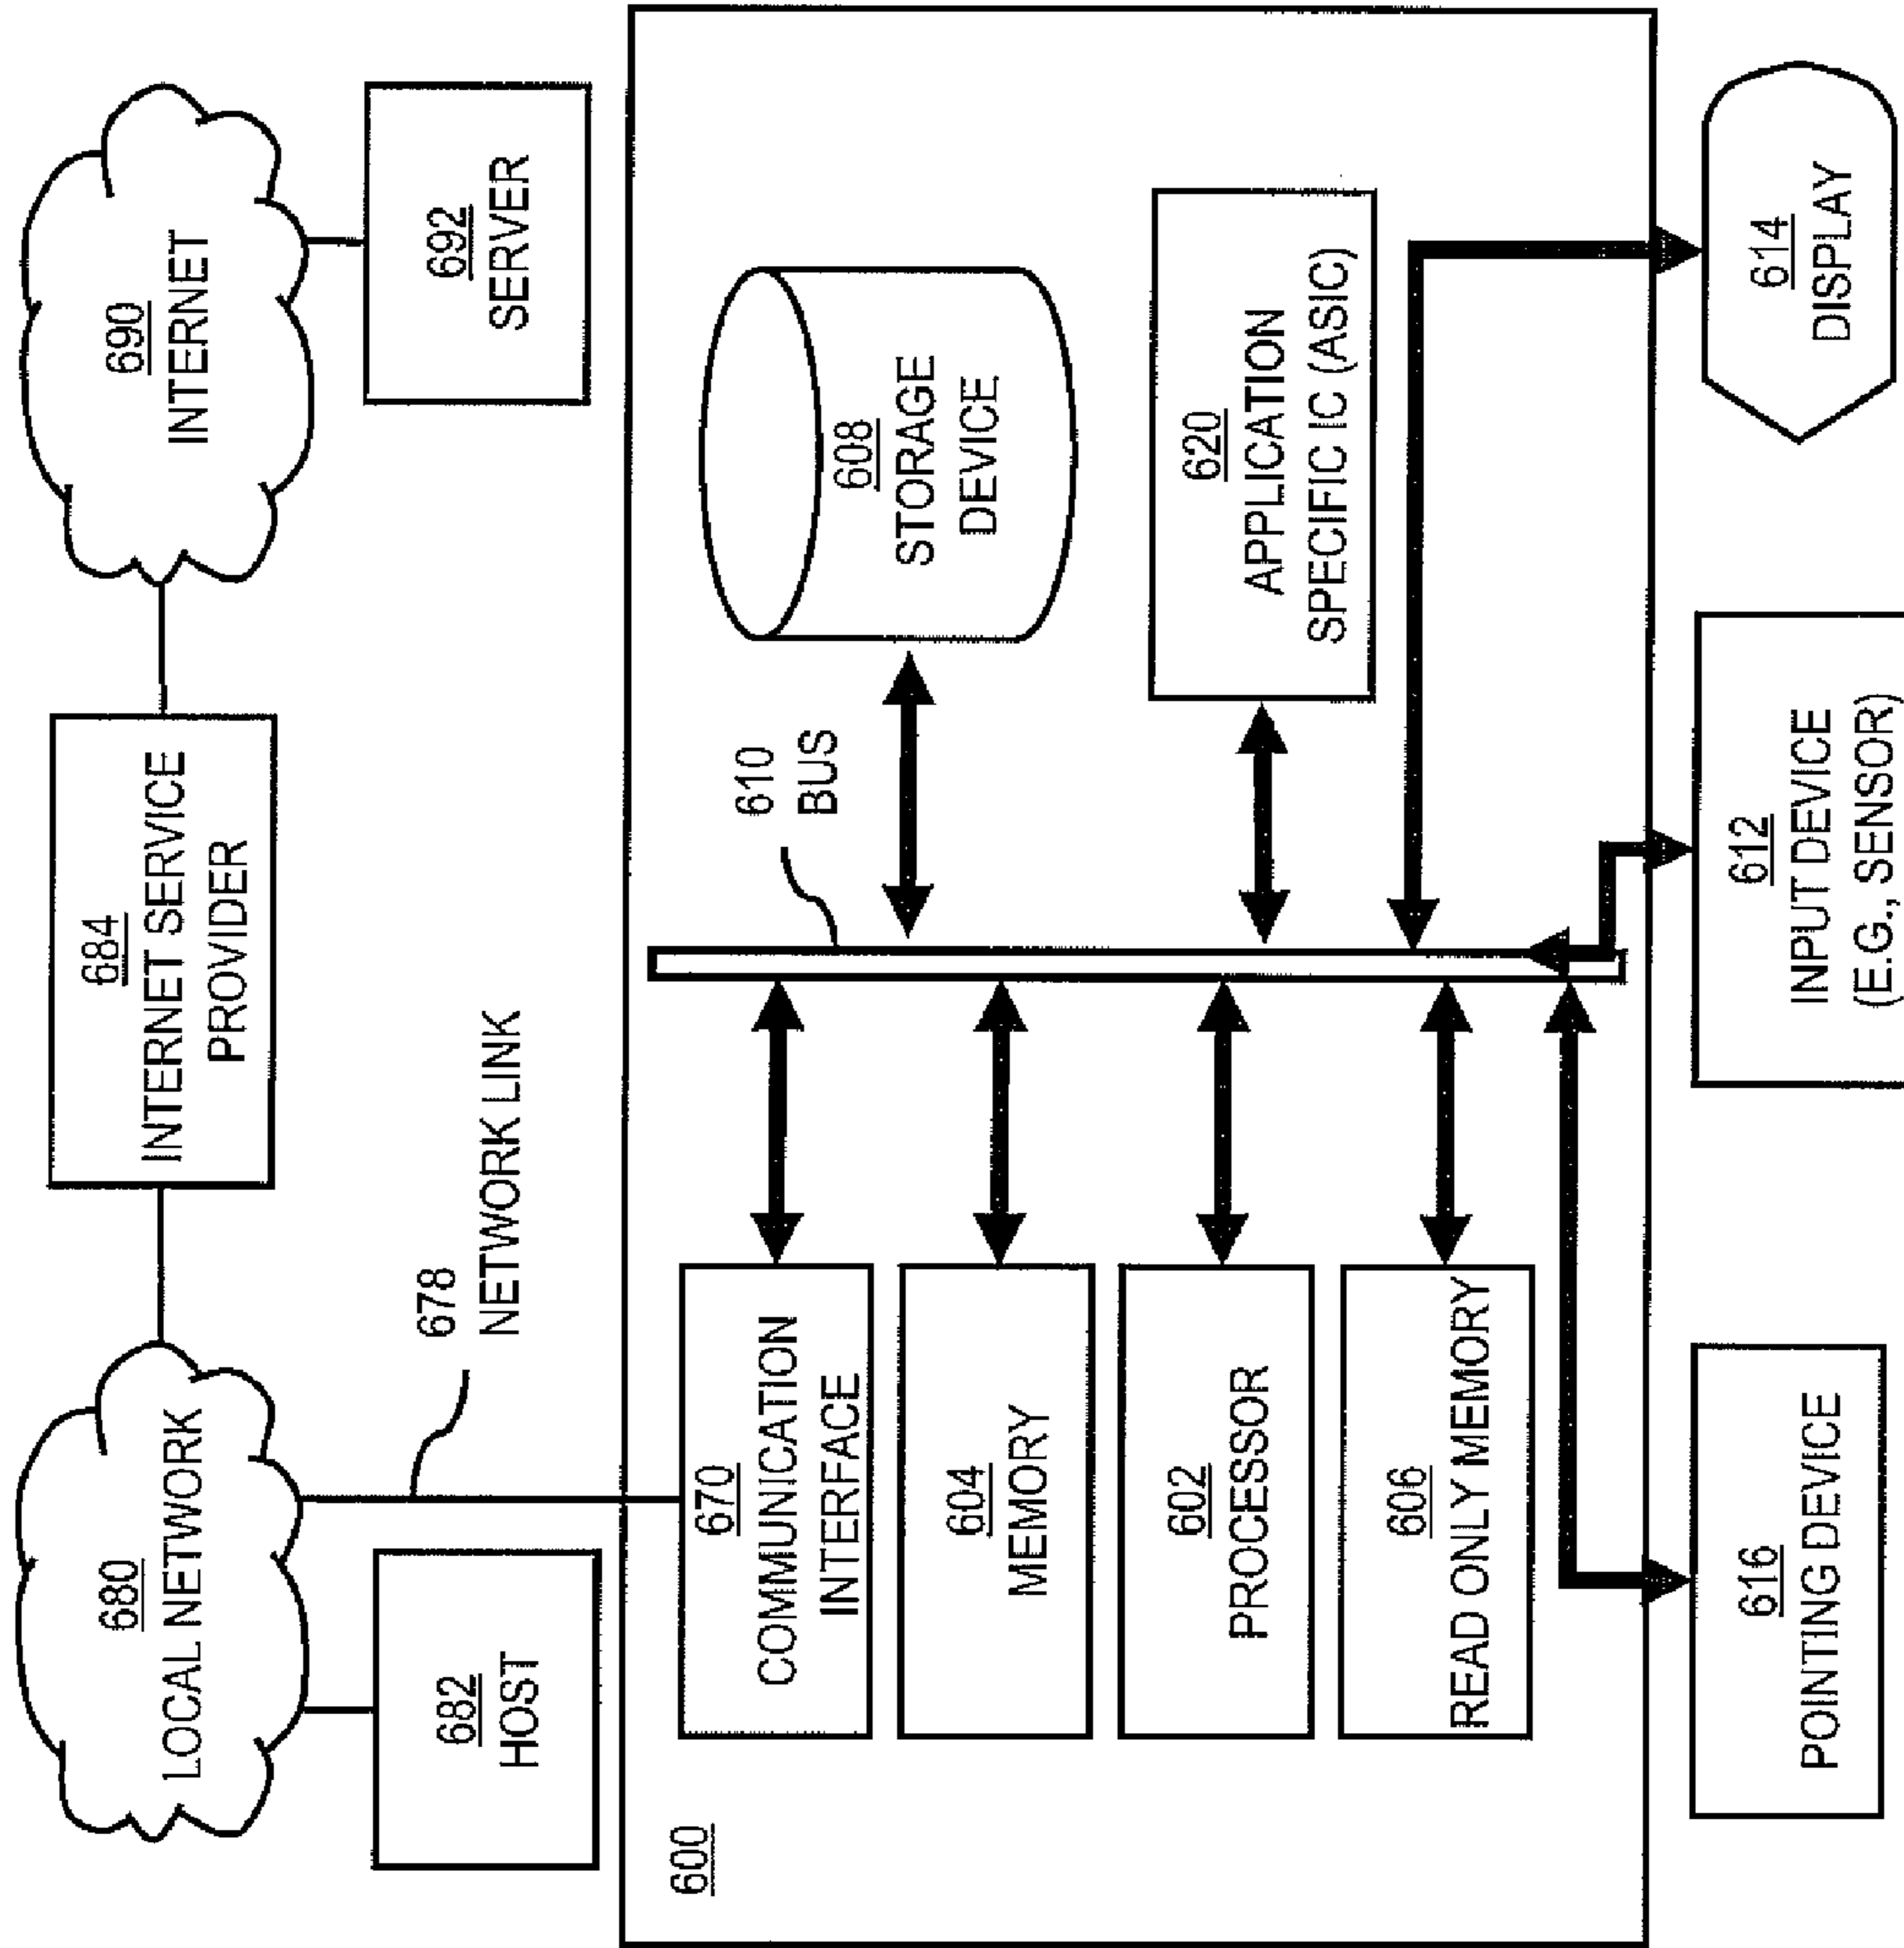 680
LOCAL NETWORK
684
INTERNET SERVICE
PROVIDER
690
INTERNET
682
HOST
678
NETWORK LINK
692
SERVER
600
670
COMMUNICATION
INTERFACE
604
MEMORY
602
PROCESSOR
606
READ ONLY MEMORY
610
BUS
608
STORAGE
DEVICE
620
APPLICATION
SPECIFIC IC (ASIC)
616
POINTING DEVICE
612
INPUT DEVICE
(E.G., SENSOR)
614
DISPLAY